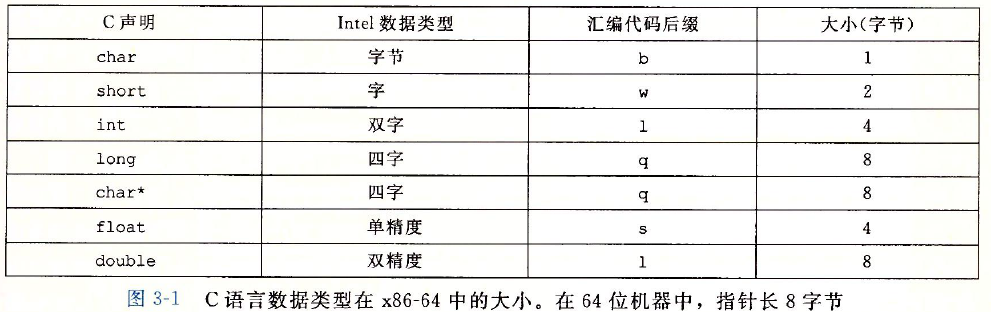 C声明 Intel数据类型 汇编代码后缀 大小(字节)
char 字节 b 1
short 字 w 2
int 双字 l 4
long 四字 q 8
char* 四字 q 8
float 单精度 s 4
double 双精度 l 8
图 3-1 C语言数据类型在 x86-64 中的大小。在 64 位机器中，指针长 8 字节